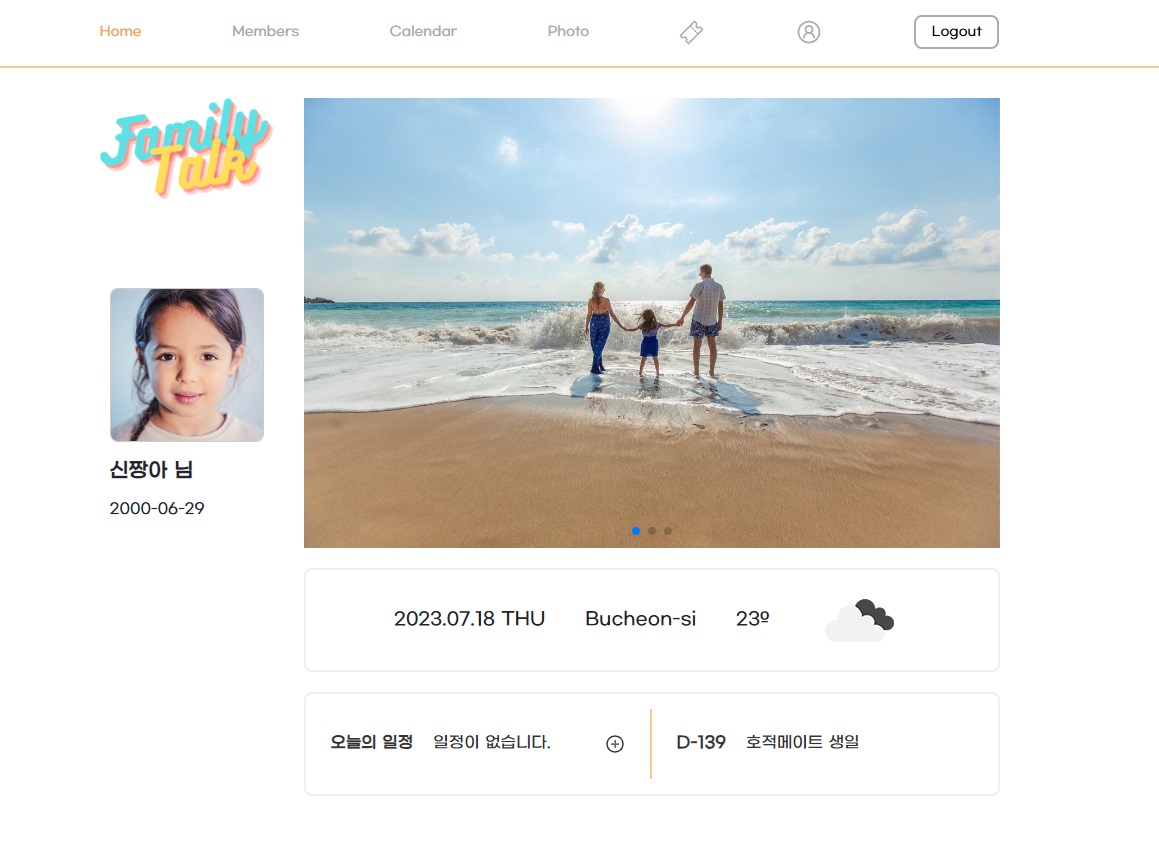 Home Members Calendar Photo Logout
Family
Talk
신짱아 님
2000-06-29
2023.07.18 THU Bucheon-si 23º
오늘의 일정 일정이 없습니다. D-139 호적메이트 생일